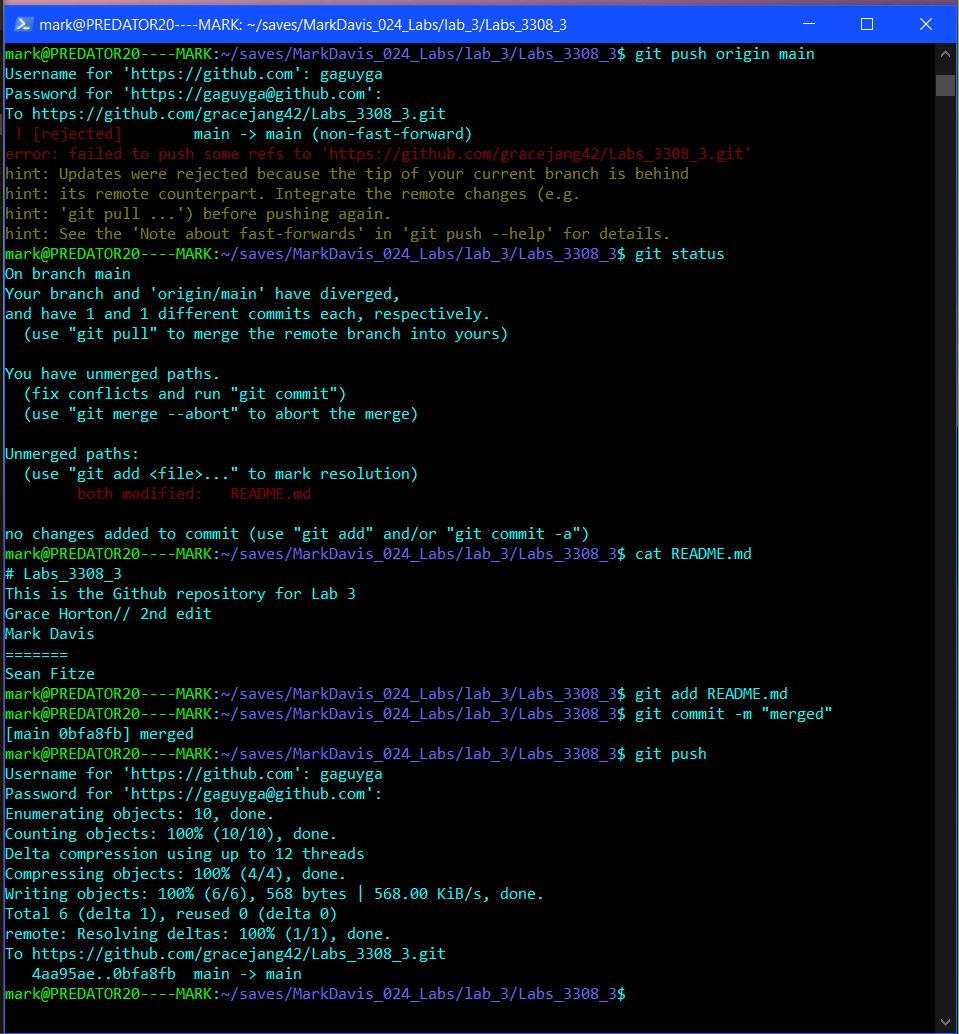 mark@PREDATOR20----MARK: ~/saves/MarkDavis_024_Labs/lab_3/Labs_3308_3
mark@PREDATOR20----MARK:~/saves/MarkDavis_024_Labs/lab_3/Labs_3308_3$ git push origin main
Username for 'https://github.com': gaguyga
Password for 'https://gaguyga@github.com':
To https://github.com/gracejang42/Labs_3308_3.git
 ! [rejected]        main -> main (non-fast-forward)
error: failed to push some refs to 'https://github.com/gracejang42/Labs_3308_3.git'
hint: Updates were rejected because the tip of your current branch is behind
hint: its remote counterpart. Integrate the remote changes (e.g.
hint: 'git pull ...') before pushing again.
hint: See the 'Note about fast-forwards' in 'git push --help' for details.
mark@PREDATOR20----MARK:~/saves/MarkDavis_024_Labs/lab_3/Labs_3308_3$ git status
On branch main
Your branch and 'origin/main' have diverged,
and have 1 and 1 different commits each, respectively.
  (use "git pull" to merge the remote branch into yours)

You have unmerged paths.
  (fix conflicts and run "git commit")
  (use "git merge --abort" to abort the merge)

Unmerged paths:
  (use "git add <file>..." to mark resolution)
        both modified:   README.md

no changes added to commit (use "git add" and/or "git commit -a")
mark@PREDATOR20----MARK:~/saves/MarkDavis_024_Labs/lab_3/Labs_3308_3$ cat README.md
# Labs_3308_3
This is the Github repository for Lab 3
Grace Horton// 2nd edit
Mark Davis
=======
Sean Fitze
mark@PREDATOR20----MARK:~/saves/MarkDavis_024_Labs/lab_3/Labs_3308_3$ git add README.md
mark@PREDATOR20----MARK:~/saves/MarkDavis_024_Labs/lab_3/Labs_3308_3$ git commit -m "merged"
[main 0bfa8fb] merged
mark@PREDATOR20----MARK:~/saves/MarkDavis_024_Labs/lab_3/Labs_3308_3$ git push
Username for 'https://github.com': gaguyga
Password for 'https://gaguyga@github.com':
Enumerating objects: 10, done.
Counting objects: 100% (10/10), done.
Delta compression using up to 12 threads
Compressing objects: 100% (4/4), done.
Writing objects: 100% (6/6), 568 bytes | 568.00 KiB/s, done.
Total 6 (delta 1), reused 0 (delta 0)
remote: Resolving deltas: 100% (1/1), done.
To https://github.com/gracejang42/Labs_3308_3.git
   4aa95ae..0bfa8fb  main -> main
mark@PREDATOR20----MARK:~/saves/MarkDavis_024_Labs/lab_3/Labs_3308_3$